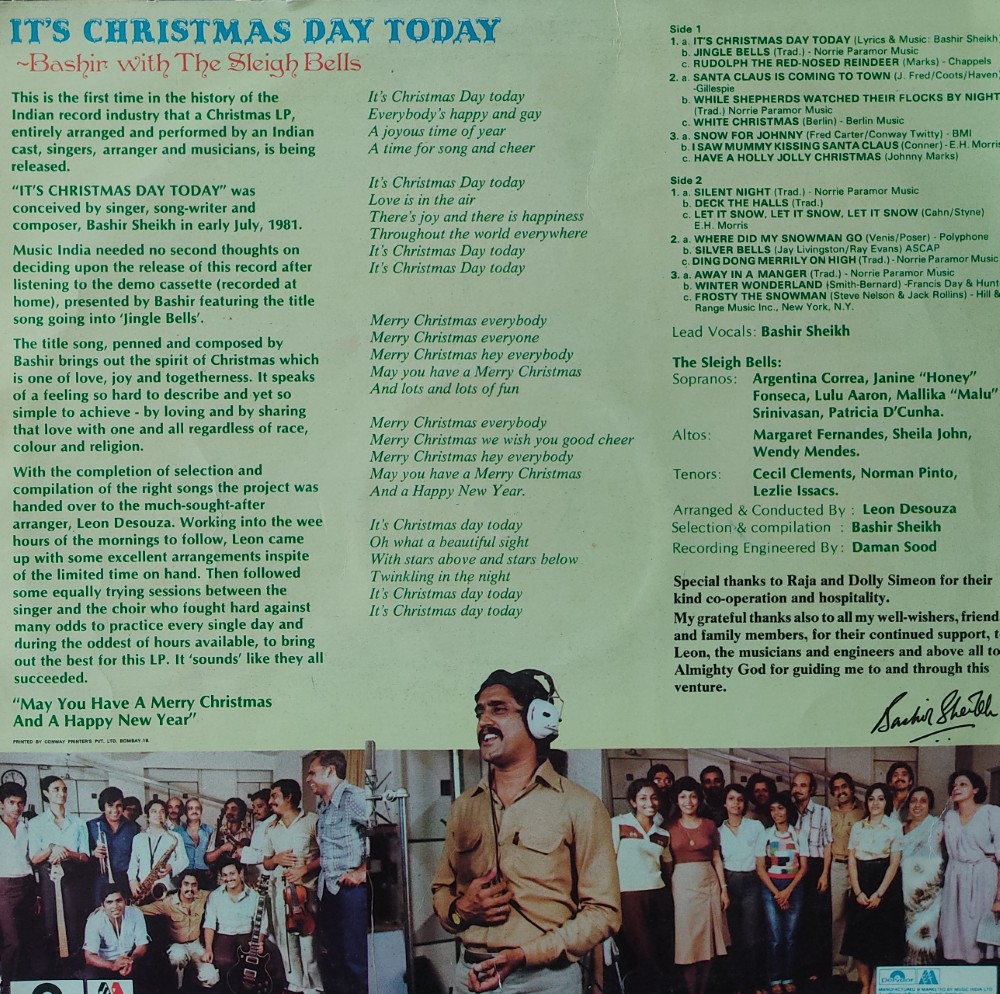 IT'S CHRISTMAS DAY TODAY
~Bashir with The Sleigh Bells
This is the first time in the history of the
Indian record industry that a Christmas LP,
entirely arranged and performed by an Indian
cast, singers, arranger and musicians, is being
released.
"IT'S CHRISTMAS DAY TODAY" was
conceived by singer, song-writer and
composer, Bashir Sheikh in early July, 1981.
Music India needed no second thoughts on
deciding upon the release of this record after
listening to the demo cassette (recorded at
home), presented by Bashir featuring the title
song going into 'Jingle Bells'.
The title song, penned and composed by
Bashir brings out the spirit of Christmas which
is one of love, joy and togetherness. It speaks
of a feeling so hard to describe and yet so
simple to achieve - by loving and by sharing
that love with one and all regardless of race,
colour and religion.
With the completion of selection and
compilation of the right songs the project was
handed over to the much-sought-after
arranger, Leon Desouza. Working into the wee
hours of the mornings to follow, Leon came
up with some excellent arrangements inspite
of the limited time on hand. Then followed
some equally trying sessions between the
singer and the choir who fought hard against
many odds to practice every single day and
during the oddest of hours available, to bring
out the best for this LP. It 'sounds' like they all
succeeded.
"May You Have A Merry Christmas
And A Happy New Year"
PRINTED BY CONWAY PRINTER'S PVT. LTD. BOMBAY-18.
It's Christmas Day today
Everybody's happy and gay
A joyous time of year
A time for song and cheer
It's Christmas Day today
Love is in the air
There's joy and there is happiness
Throughout the world everywhere
It's Christmas Day today
It's Christmas Day today
Merry Christmas everybody
Merry Christmas everyone
Merry Christmas hey everybody
May you have a Merry Christmas
And lots and lots of fun
Merry Christmas everybody
Merry Christmas we wish you good cheer
Merry Christmas hey everybody
May you have a Merry Christmas
And a Happy New Year.
It's Christmas day today
Oh what a beautiful sight
With stars above and stars below
Twinkling in the night
It's Christmas day today
It's Christmas day today
Side 1
1. a. IT'S CHRISTMAS DAY TODAY (Lyrics & Music: Bashir Sheikh)
b. JINGLE BELLS (Trad.) - Norrie Paramor Music
c. RUDOLPH THE RED-NOSED REINDEER (Marks) - Chappels
2. a. SANTA CLAUS IS COMING TO TOWN (J. Fred/Coots/Haven)
-Gillespie
b. WHILE SHEPHERDS WATCHED THEIR FLOCKS BY NIGHT
(Trad.) Norrie Paramor Music
c. WHITE CHRISTMAS (Berlin) - Berlin Music
3. a. SNOW FOR JOHNNY (Fred Carter/Conway Twitty) - BMI
b. I SAW MUMMY KISSING SANTA CLAUS (Conner) - E.H. Morris
c. HAVE A HOLLY JOLLY CHRISTMAS (Johnny Marks)
Side 2
1. a. SILENT NIGHT (Trad.) - Norrie Paramor Music
b. DECK THE HALLS (Trad.)
c. LET IT SNOW, LET IT SNOW, LET IT SNOW (Cahn/Styne)
E.H. Morris
2. a. WHERE DID MY SNOWMAN GO (Venis/Poser) - Polyphone
b. SILVER BELLS (Jay Livingston/Ray Evans) ASCAP
c. DING DONG MERRILY ON HIGH (Trad.) - Norrie Paramor Music
3. a. AWAY IN A MANGER (Trad.) - Norrie Paramor Music
b. WINTER WONDERLAND (Smith-Bernard) -Francis Day & Hunt
c. FROSTY THE SNOWMAN (Steve Nelson & Jack Rollins) - Hill &
Range Music Inc., New York, N.Y.
Lead Vocals: Bashir Sheikh
The Sleigh Bells:
Sopranos: Argentina Correa, Janine "Honey"
Fonseca, Lulu Aaron, Mallika "Malu"
Srinivasan, Patricia D'Cunha.
Altos: Margaret Fernandes, Sheila John,
Wendy Mendes.
Tenors: Cecil Clements, Norman Pinto,
Lezlie Issacs.
Arranged & Conducted By : Leon Desouza
Selection & compilation : Bashir Sheikh
Recording Engineered By : Daman Sood
Special thanks to Raja and Dolly Simeon for their
kind co-operation and hospitality.
My grateful thanks also to all my well-wishers, friend
and family members, for their continued support, t
Leon, the musicians and engineers and above all to
Almighty God for guiding me to and through this
venture.
Bashir Sheikh
Polydor
MANUFACTURED & MARKETED BY MUSIC INDIA LTD